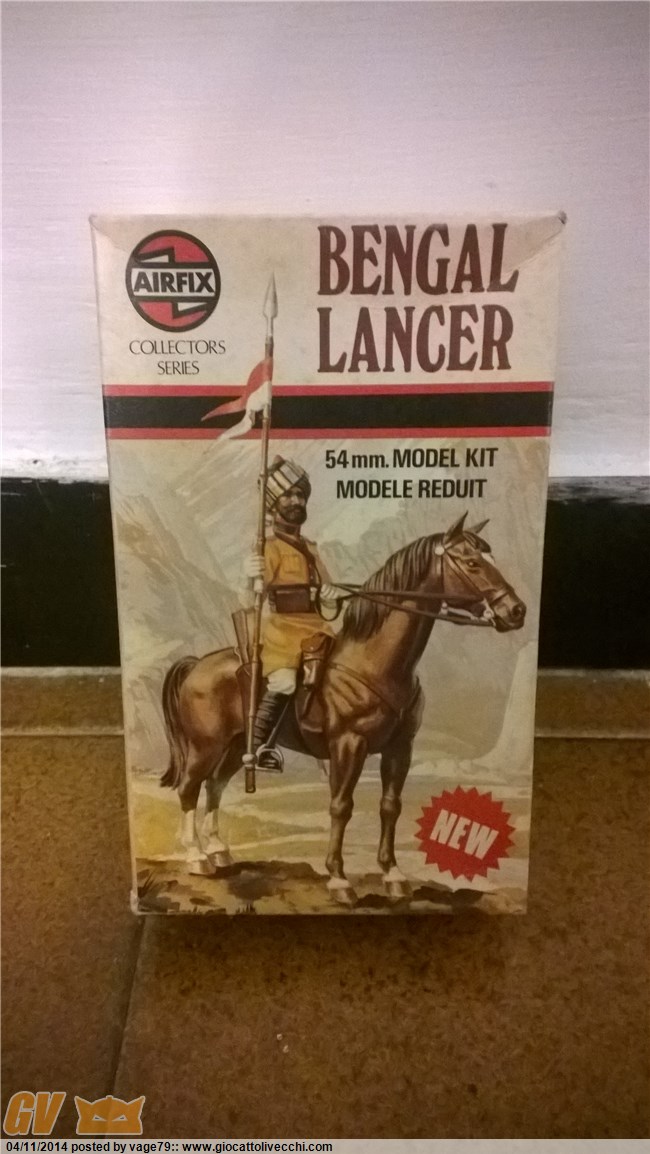 AIRFIX
COLLECTORS
SERIES
BENGAL
LANCER
54mm. MODEL KIT
MODELE REDUIT
NEW
GV
04/11/2014 posted by vage79:: www.giocattolivecchi.com